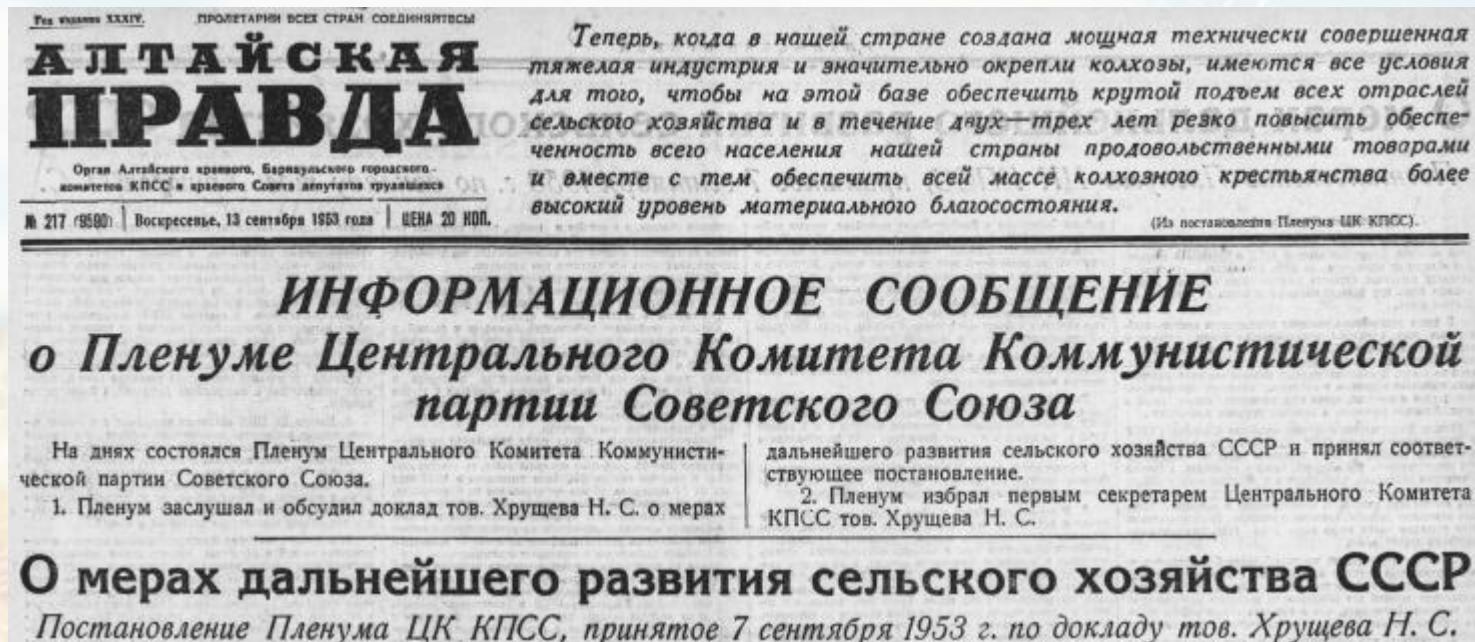 Год издания XXXIV.
ПРОЛЕТАРИИ ВСЕХ СТРАН СОЕДИНЯЙТЕСЬ!
АЛТАЙСКАЯ
ПРАВДА
Орган Алтайского краевого, Барнаульского городского
комитетов КПСС и краевого Совета депутатов трудящихся
№ 217 (9590) | Воскресенье, 13 сентября 1953 года | ЦЕНА 20 КОП.
Теперь, когда в нашей стране создана мощная технически совершенная
тяжелая индустрия и значительно окрепли колхозы, имеются все условия
для того, чтобы на этой базе обеспечить крутой подъем всех отраслей
сельского хозяйства и в течение двух—трех лет резко повысить обеспе-
ченность всего населения нашей страны продовольственными товарами
и вместе с тем обеспечить всей массе колхозного крестьянства более
высокий уровень материального благосостояния.
(Из постановления Пленума ЦК КПСС).
ИНФОРМАЦИОННОЕ СООБЩЕНИЕ
о Пленуме Центрального Комитета Коммунистической
партии Советского Союза
На днях состоялся Пленум Центрального Комитета Коммунисти-
ческой партии Советского Союза.
1. Пленум заслушал и обсудил доклад тов. Хрущева Н. С. о мерах
дальнейшего развития сельского хозяйства СССР и принял соответ-
ствующее постановление.
2. Пленум избрал первым секретарем Центрального Комитета
КПСС тов. Хрущева Н. С.
О мерах дальнейшего развития сельского хозяйства СССР
Постановление Пленума ЦК КПСС, принятое 7 сентября 1953 г. по докладу тов. Хрущева Н. С.